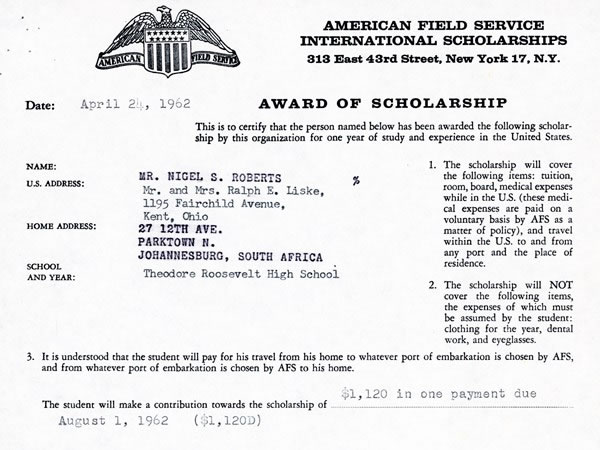 AMERICAN FIELD SERVICE
AMERICAN FIELD SERVICE
INTERNATIONAL SCHOLARSHIPS
313 East 43rd Street, New York 17, N.Y.
Date: April 24, 1962
AWARD OF SCHOLARSHIP
This is to certify that the person named below has been awarded the following scholar-
ship by this organization for one year of study and experience in the United States.
NAME: MR. NIGEL S. ROBERTS %
U.S. ADDRESS: Mr. and Mrs. Ralph E. Liske,
1195 Fairchild Avenue,
Kent, Ohio
HOME ADDRESS: 27 12TH AVE.
PARKTOWN N.
JOHANNESBURG, SOUTH AFRICA
SCHOOL
AND YEAR: Theodore Roosevelt High School
1. The scholarship will cover
the following items: tuition,
room, board, medical expenses
while in the U.S. (these medi-
cal expenses are paid on a
voluntary basis by AFS as a
matter of policy), and travel
within the U.S. to and from
any port and the place of
residence.
2. The scholarship will NOT
cover the following items,
the expenses of which must
be assumed by the student:
clothing for the year, dental
work, and eyeglasses.
3. It is understood that the student will pay for his travel from his home to whatever port of embarkation is chosen by AFS,
and from whatever port of embarkation is chosen by AFS to his home.
The student will make a contribution towards the scholarship of $1,120 in one payment due
August 1, 1962 ($1,120D)